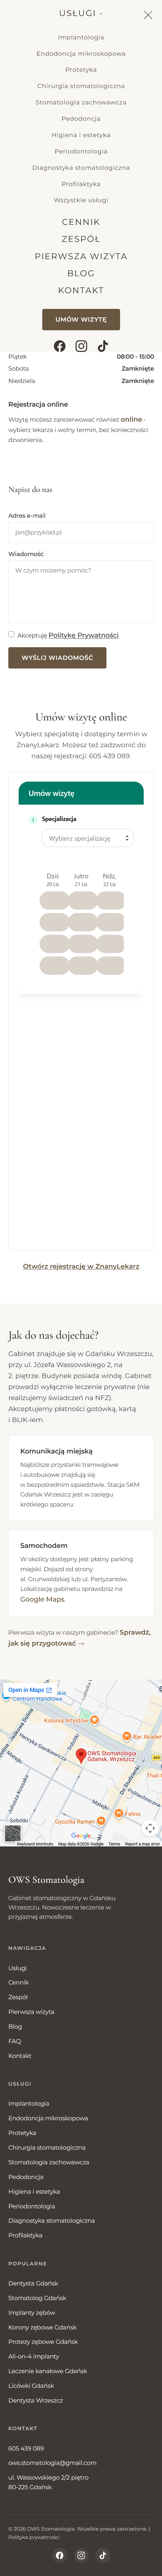 USŁUGI -
Implantologia
Endodoncja mikroskopowa
Protetyka
Chirurgia stomatologiczna
Stomatologia zachowawcza
Pedodoncja
Higiena i estetyka
Periodontologia
Diagnostyka stomatologiczna
Profilaktyka
Wszystkie usługi
CENNIK
ZESPÓŁ
PIERWSZA WIZYTA
BLOG
KONTAKT
UMÓW WIZYTĘ
Piątek 08:00 - 15:00
Sobota Zamknięte
Niedziela Zamknięte
Rejestracja online
Wizytę możesz zarezerwować również online -
wybierz lekarza i wolny termin, bez konieczności
dzwonienia.
Napisz do nas
Adres e-mail
jan@przyklad.pl
Wiadomość
W czym możemy pomóc?
Akceptuję Politykę Prywatności
WYŚLIJ WIADOMOŚĆ
Umów wizytę online
Wybierz specjalistę i dostępny termin w
ZnanyLekarz. Możesz też zadzwonić do
naszej rejestracji: 605 439 089.
Umów wizytę
1 Specjalizacja
Wybierz specjalizację
Dziś Jutro Ndz,
20 Lis 21 Lis 22 Lis
Otwórz rejestrację w ZnanyLekarz
Jak do nas dojechać?
Gabinet znajduje się w Gdańsku Wrzeszczu,
przy ul. Józefa Wassowskiego 2, na
2. piętrze. Budynek posiada windę. Gabinet
prowadzi wyłącznie leczenie prywatne (nie
realizujemy świadczeń na NFZ).
Akceptujemy płatności gotówką, kartą
i BLIK-iem.
Komunikacją miejską
Najbliższe przystanki tramwajowe
i autobusowe znajdują się
w bezpośrednim sąsiedztwie. Stacja SKM
Gdańsk Wrzeszcz jest w zasięgu
krótkiego spaceru.
Samochodem
W okolicy dostępny jest płatny parking
miejski. Dojazd od strony
al. Grunwaldzkiej lub ul. Partyzantów.
Lokalizację gabinetu sprawdzisz na
Google Maps.
Pierwsza wizyta w naszym gabinecie? Sprawdź,
jak się przygotować →
Open in Maps
Centrum Handlowe
Kolonia Artystów
Bar Akadem
OWS Stomatologia
Gdańsk
Felino
Gyozilla Ramen
Google
Keyboard shortcuts Map data ©2026 Google Terms Report a map error
OWS Stomatologia
Gabinet stomatologiczny w Gdańsku
Wrzeszczu. Nowoczesne leczenie w
przyjaznej atmosferze.
NAWIGACJA
Usługi
Cennik
Zespół
Pierwsza wizyta
Blog
FAQ
Kontakt
USŁUGI
Implantologia
Endodoncja mikroskopowa
Protetyka
Chirurgia stomatologiczna
Stomatologia zachowawcza
Pedodoncja
Higiena i estetyka
Periodontologia
Diagnostyka stomatologiczna
Profilaktyka
POPULARNE
Dentysta Gdańsk
Stomatolog Gdańsk
Implanty zębów
Korony zębowe Gdańsk
Protezy zębowe Gdańsk
All-on-4 implanty
Leczenie kanałowe Gdańsk
Licówki Gdańsk
Dentysta Wrzeszcz
KONTAKT
605 439 089
ows.stomatologia@gmail.com
ul. Wassowskiego 2/2 piętro
80-225 Gdańsk
© 2026 OWS Stomatologia. Wszelkie prawa zastrzeżone. |
Polityka prywatności